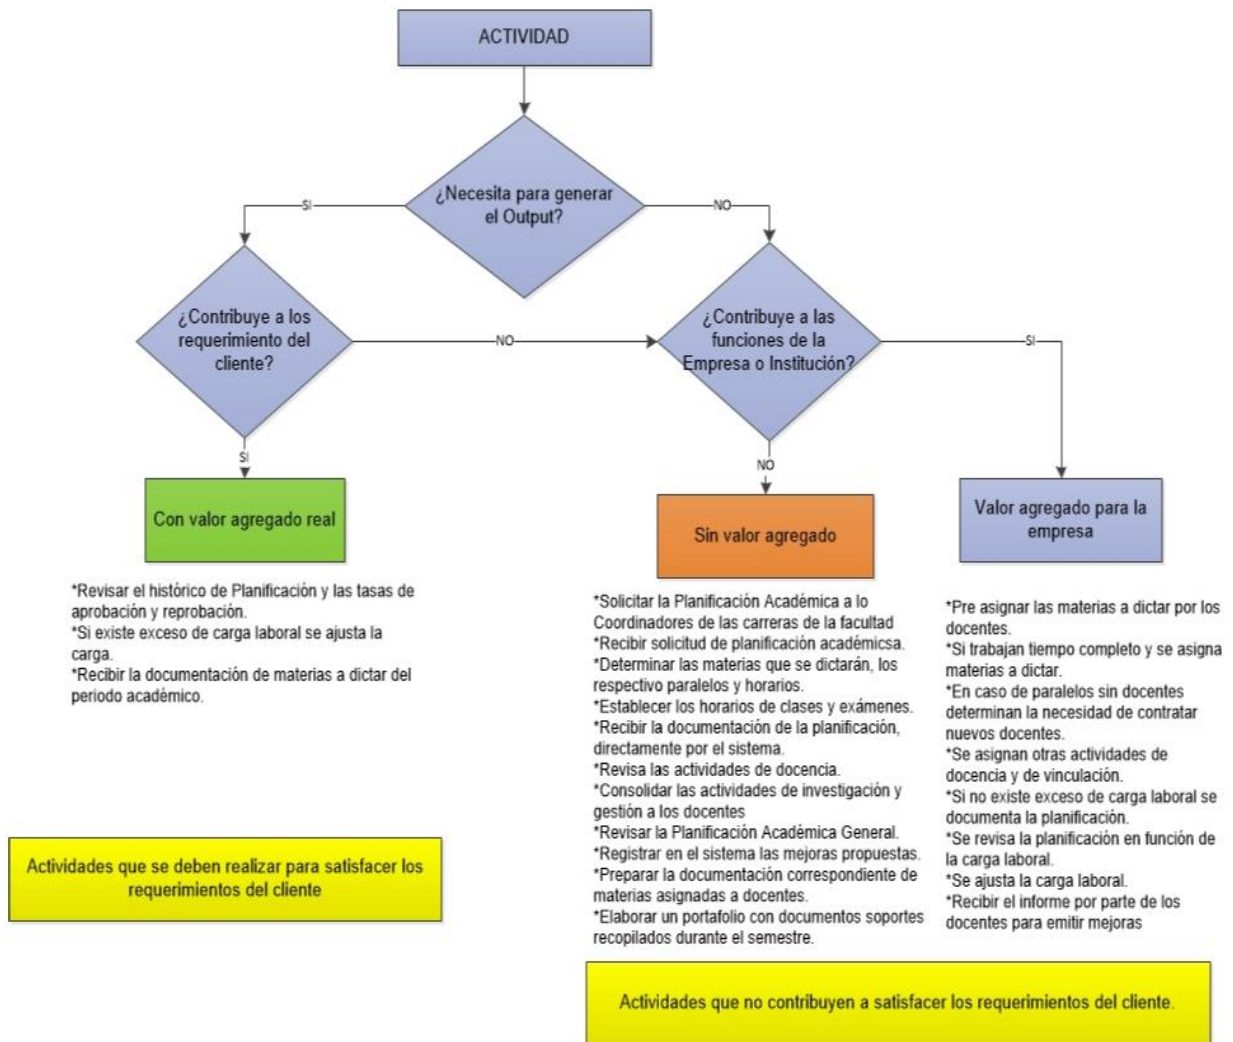 ACTIVIDAD
¿Necesita para generar
el Output?
SI
NO
¿Contribuye a los
requerimiento del
cliente?
NO
¿Contribuye a las
funciones de la
Empresa o Institución?
SI
SI
NO
Con valor agregado real
Sin valor agregado
Valor agregado para la
empresa
*Revisar el histórico de Planificación y las tasas de
aprobación y reprobación.
*Si existe exceso de carga laboral se ajusta la
carga.
*Recibir la documentación de materias a dictar del
periodo académico.
*Solicitar la Planificación Académica a lo
Coordinadores de las carreras de la facultad
*Recibir solicitud de planificación académicsa.
*Determinar las materias que se dictarán, los
respectivo paralelos y horarios.
*Establecer los horarios de clases y exámenes.
*Recibir la documentación de la planificación,
directamente por el sistema.
*Revisa las actividades de docencia.
*Consolidar las actividades de investigación y
gestión a los docentes
*Revisar la Planificación Académica General.
*Registrar en el sistema las mejoras propuestas.
*Preparar la documentación correspondiente de
materias asignadas a docentes.
*Elaborar un portafolio con documentos soportes
recopilados durante el semestre.
*Pre asignar las materias a dictar por los
docentes.
*Si trabajan tiempo completo y se asigna
materias a dictar.
*En caso de paralelos sin docentes
determinan la necesidad de contratar
nuevos docentes.
*Se asignan otras actividades de
docencia y de vinculación.
*Si no existe exceso de carga laboral se
documenta la planificación.
*Se revisa la planificación en función de
la carga laboral.
*Se ajusta la carga laboral.
*Recibir el informe por parte de los
docentes para emitir mejoras
Actividades que se deben realizar para satisfacer los
requerimientos del cliente
Actividades que no contribuyen a satisfacer los requerimientos del cliente.